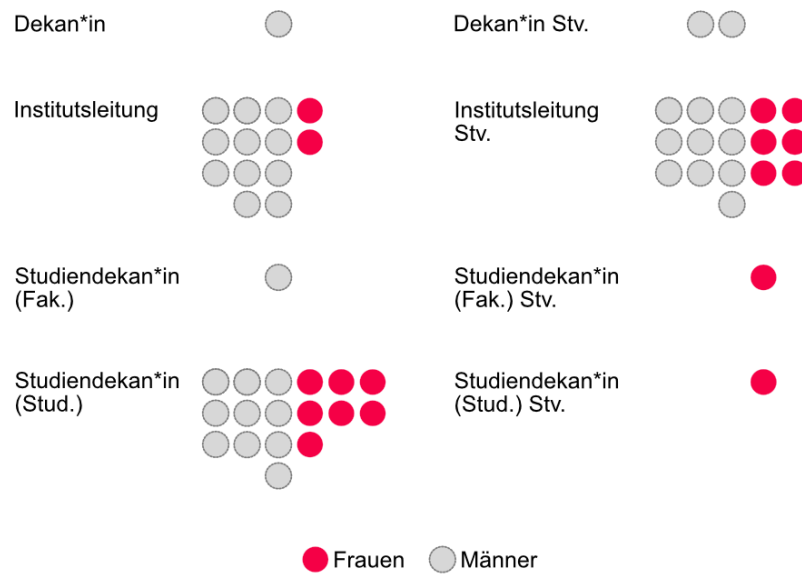 Dekan*in
Dekan*in Stv.
Institutsleitung
Institutsleitung
Stv.
Studiendekan*in
(Fak.)
Studiendekan*in
(Fak.) Stv.
Studiendekan*in
(Stud.)
Studiendekan*in
(Stud.) Stv.
Frauen
Männer